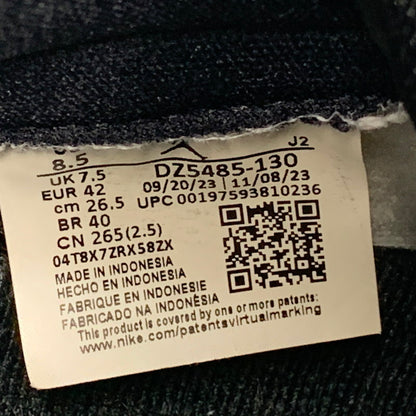 8.5
J2
UK 7.5
DZ5485-130
EUR 42
09/20/23 | 11/08/23
cm 26.5
UPC 00197593810236
BR 40
CN 265(2.5)
04T8X7ZRX58ZX
MADE IN INDONESIA
HECHO EN INDONESIA
FABRIQUE EN INDONESIE
FABRICADO NA INDONÉSIA
This product is covered by one or more patents:
www.nike.com/patentsvirtualmarking